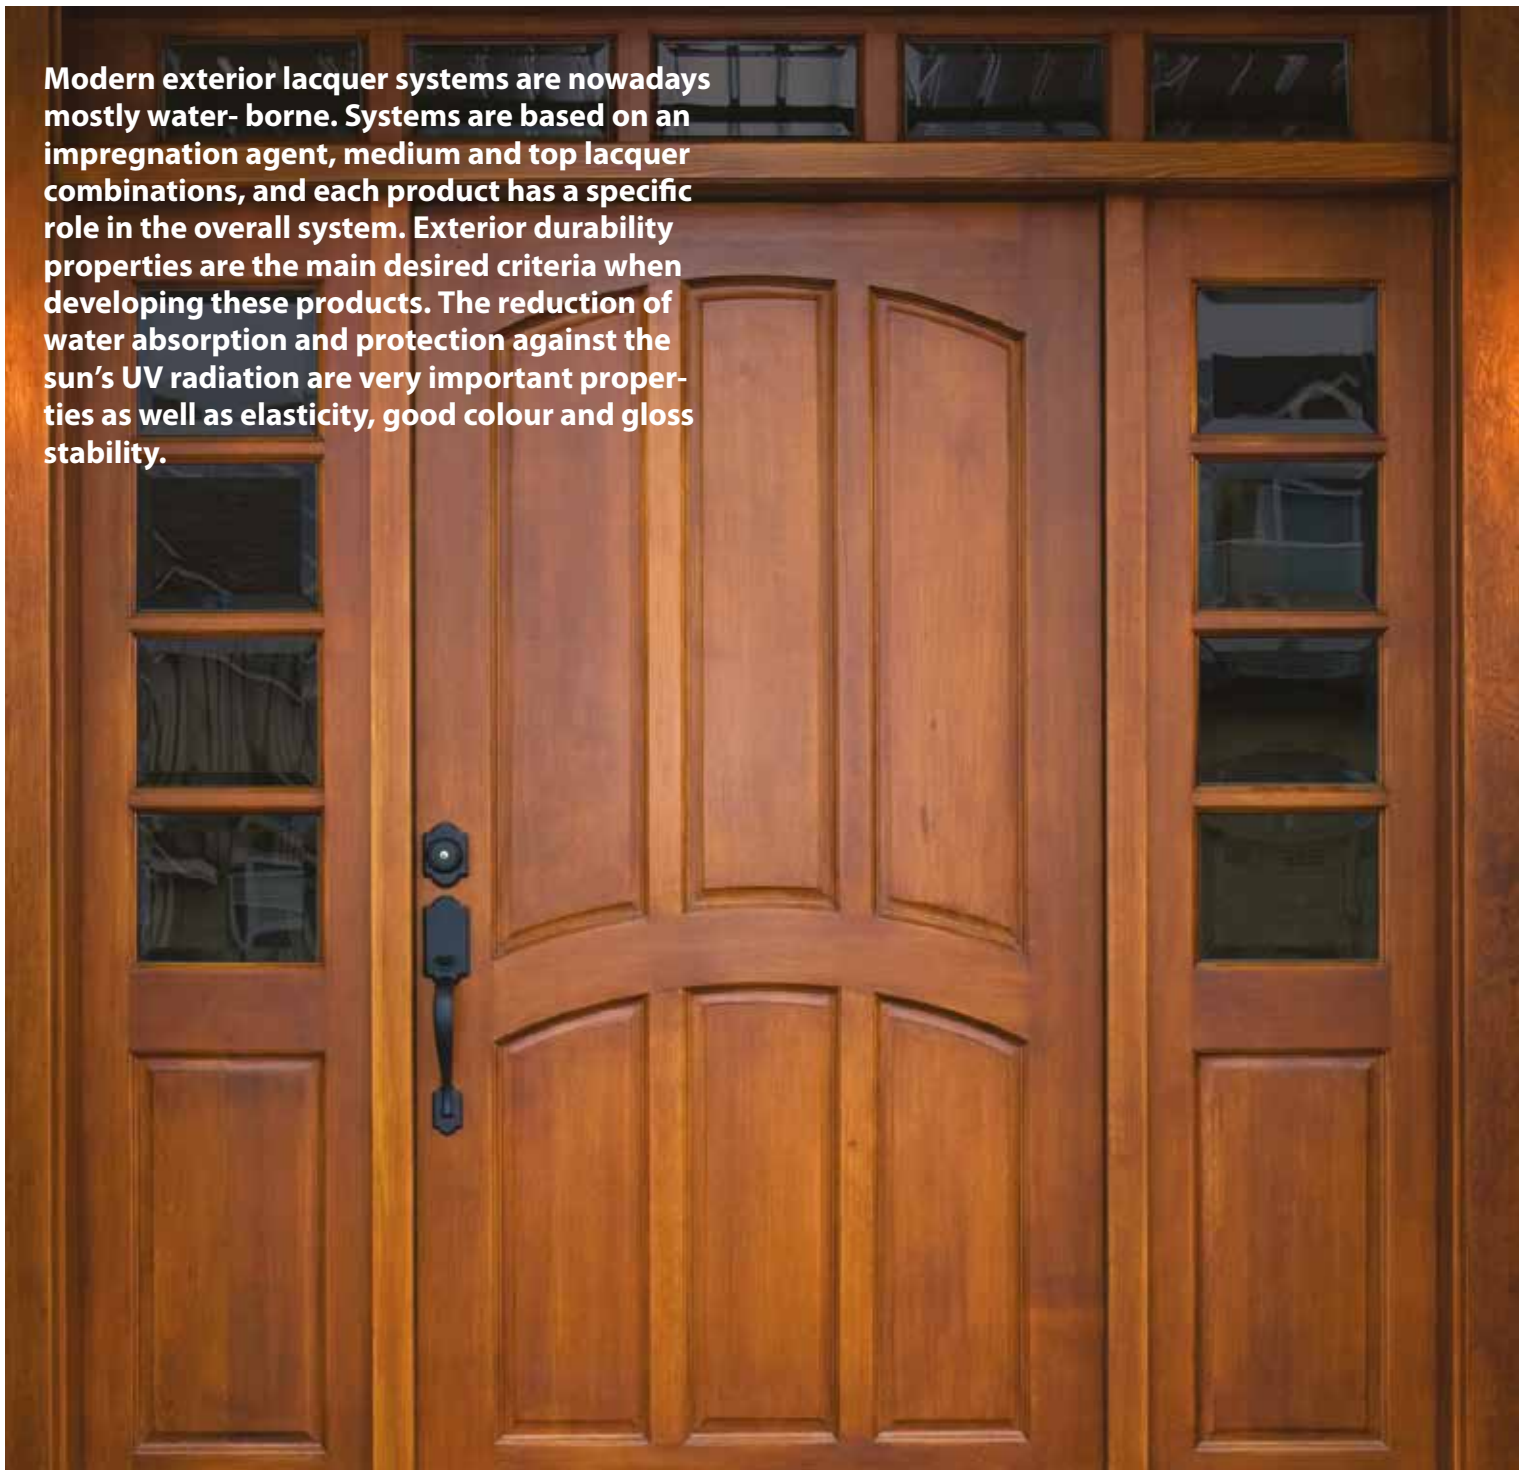 Modern exterior lacquer systems are nowadays
mostly water- borne. Systems are based on an
impregnation agent, medium and top lacquer
combinations, and each product has a specific
role in the overall system. Exterior durability
properties are the main desired criteria when
developing these products. The reduction of
water absorption and protection against the
sun’s UV radiation are very important proper-
ties as well as elasticity, good colour and gloss
stability.